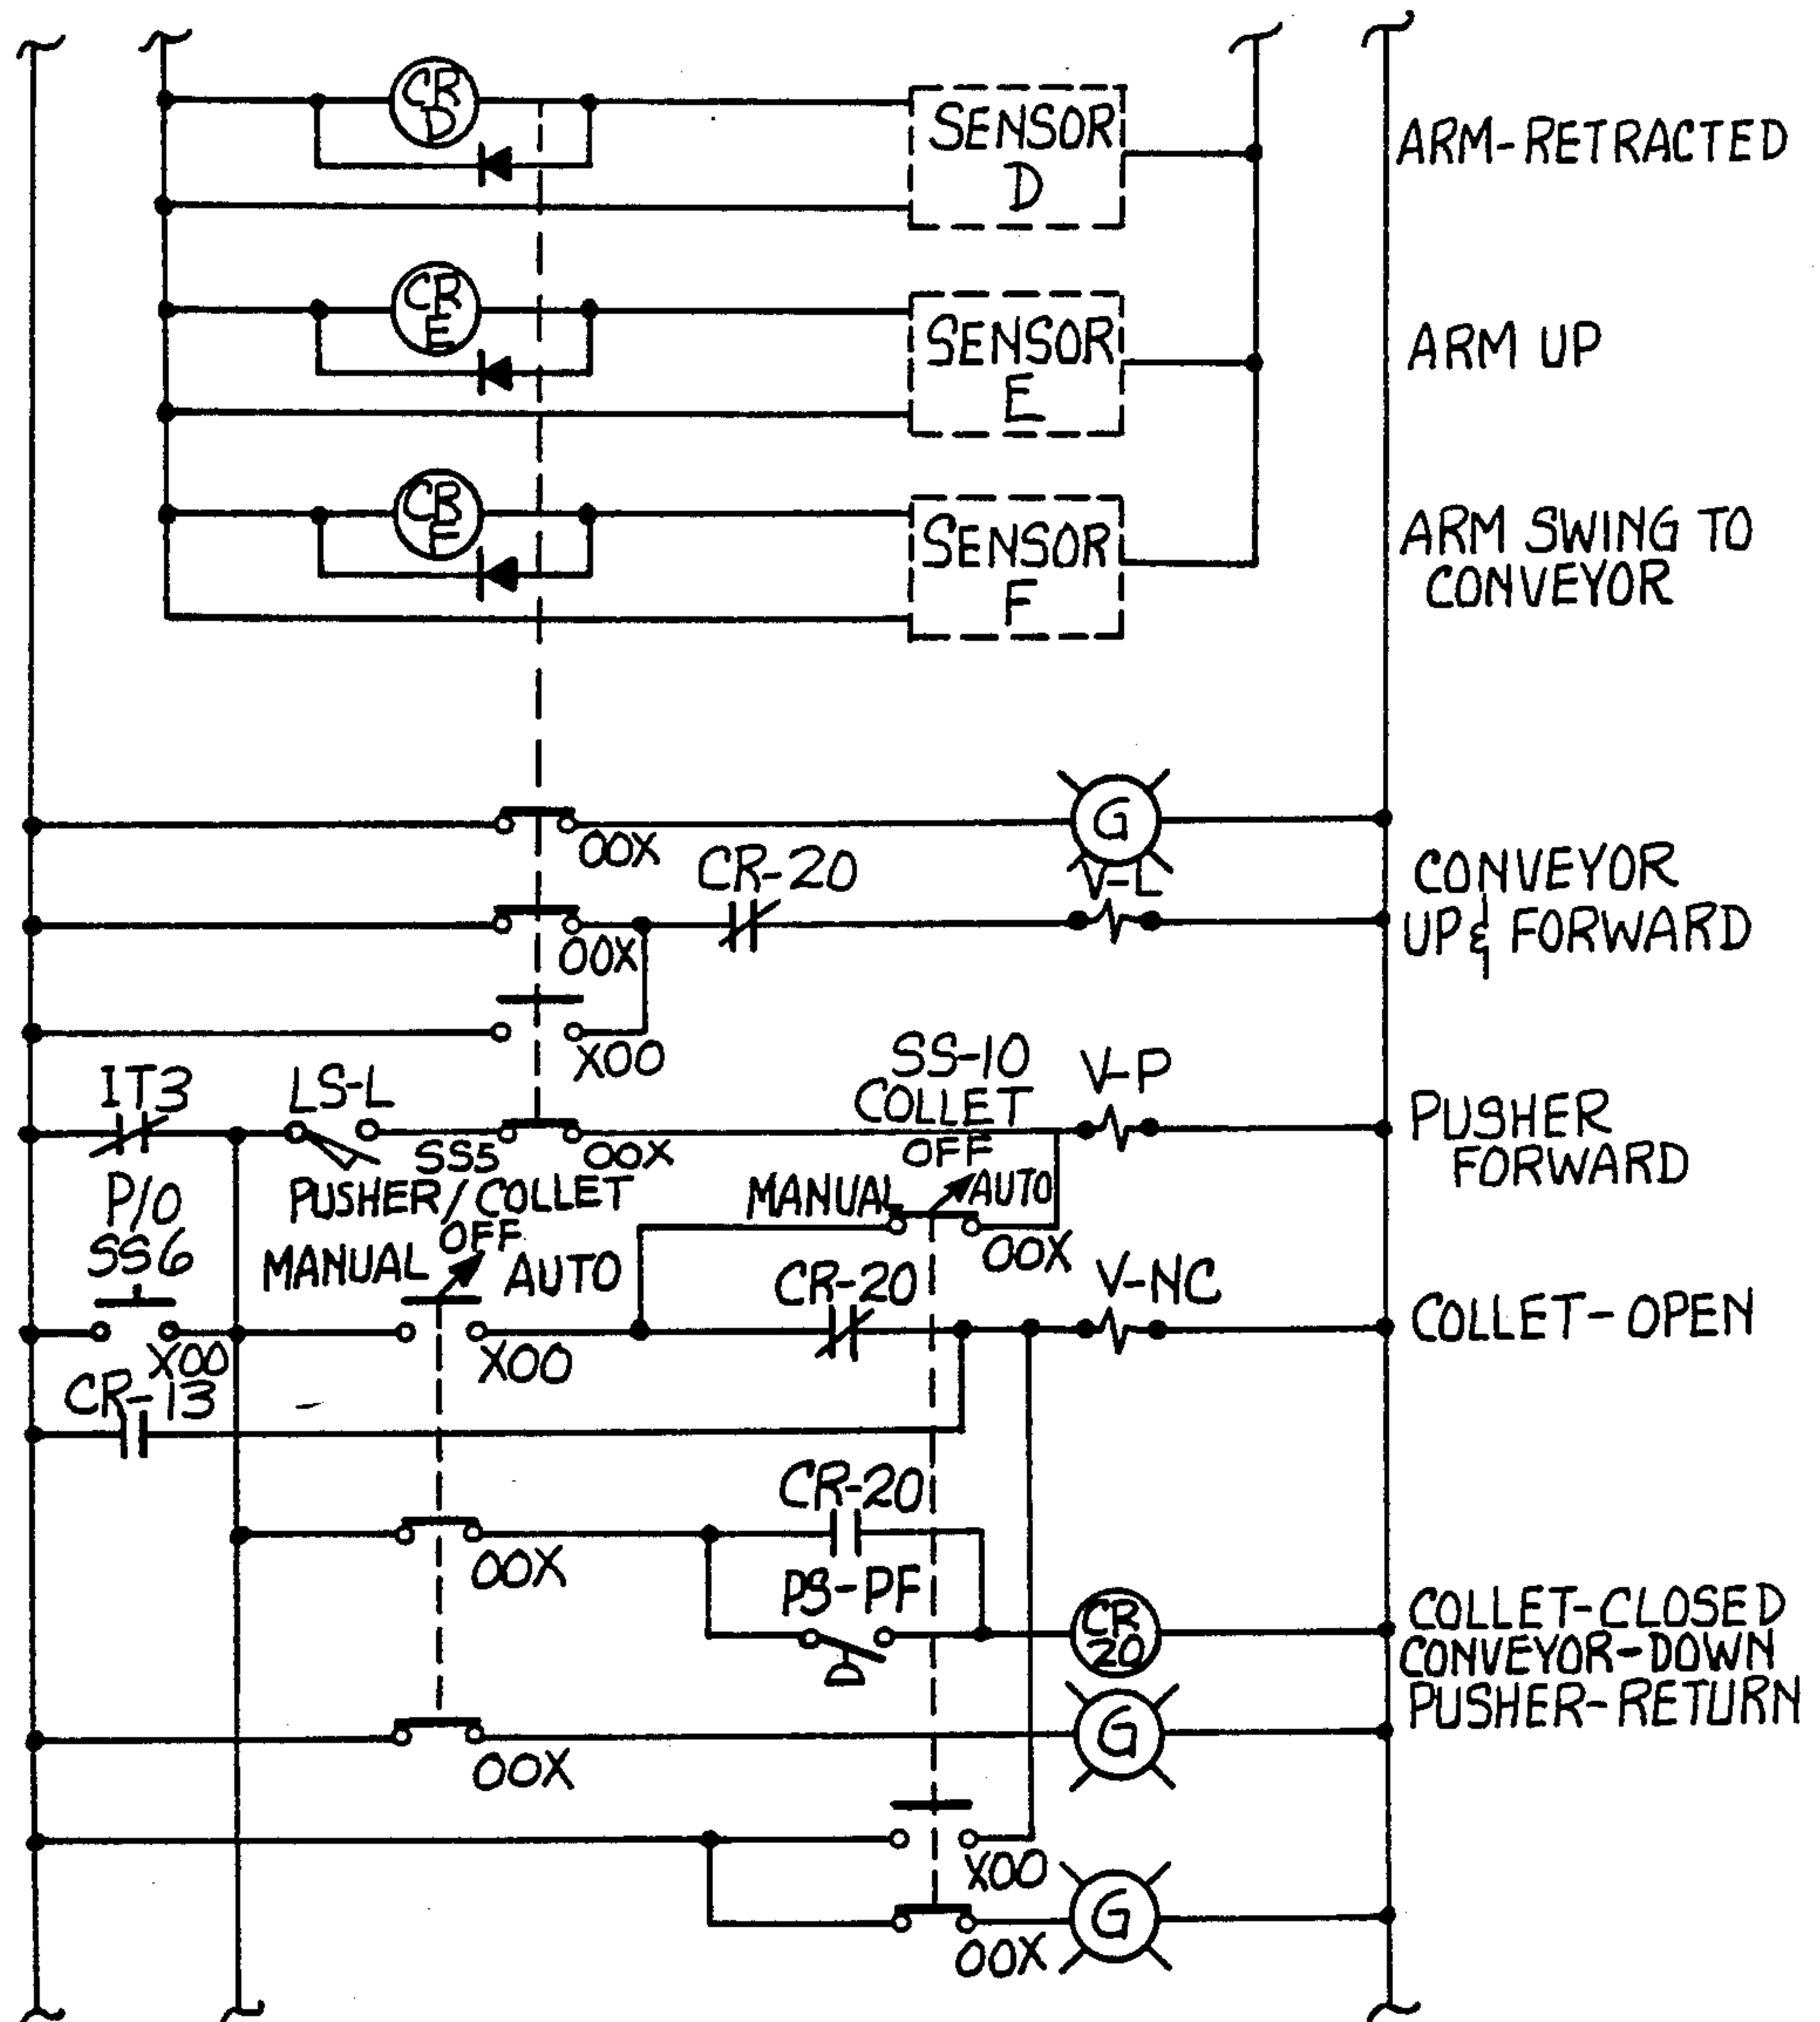 CR
D
SENSOR
D
ARM-RETRACTED
CR
E
SENSOR
E
ARM UP
CR
F
SENSOR
F
ARM SWING TO
CONVEYOR
G
OOX
CR-20
V-L
CONVEYOR
UP & FORWARD
OOX
XOO
1T3
LS-L
SS5
OOX
SS-10
COLLET
OFF
V-P
PUSHER
FORWARD
P/O
SS6
PUSHER/COLLET
OFF
MANUAL
AUTO
MANUAL
AUTO
OOX
CR-20
V-NC
COLLET-OPEN
XOO
XOO
CR-13
CR-20
OOX
PS-PF
CR
20
COLLET-CLOSED
CONVEYOR-DOWN
PUSHER-RETURN
OOX
G
XOO
OOX
G